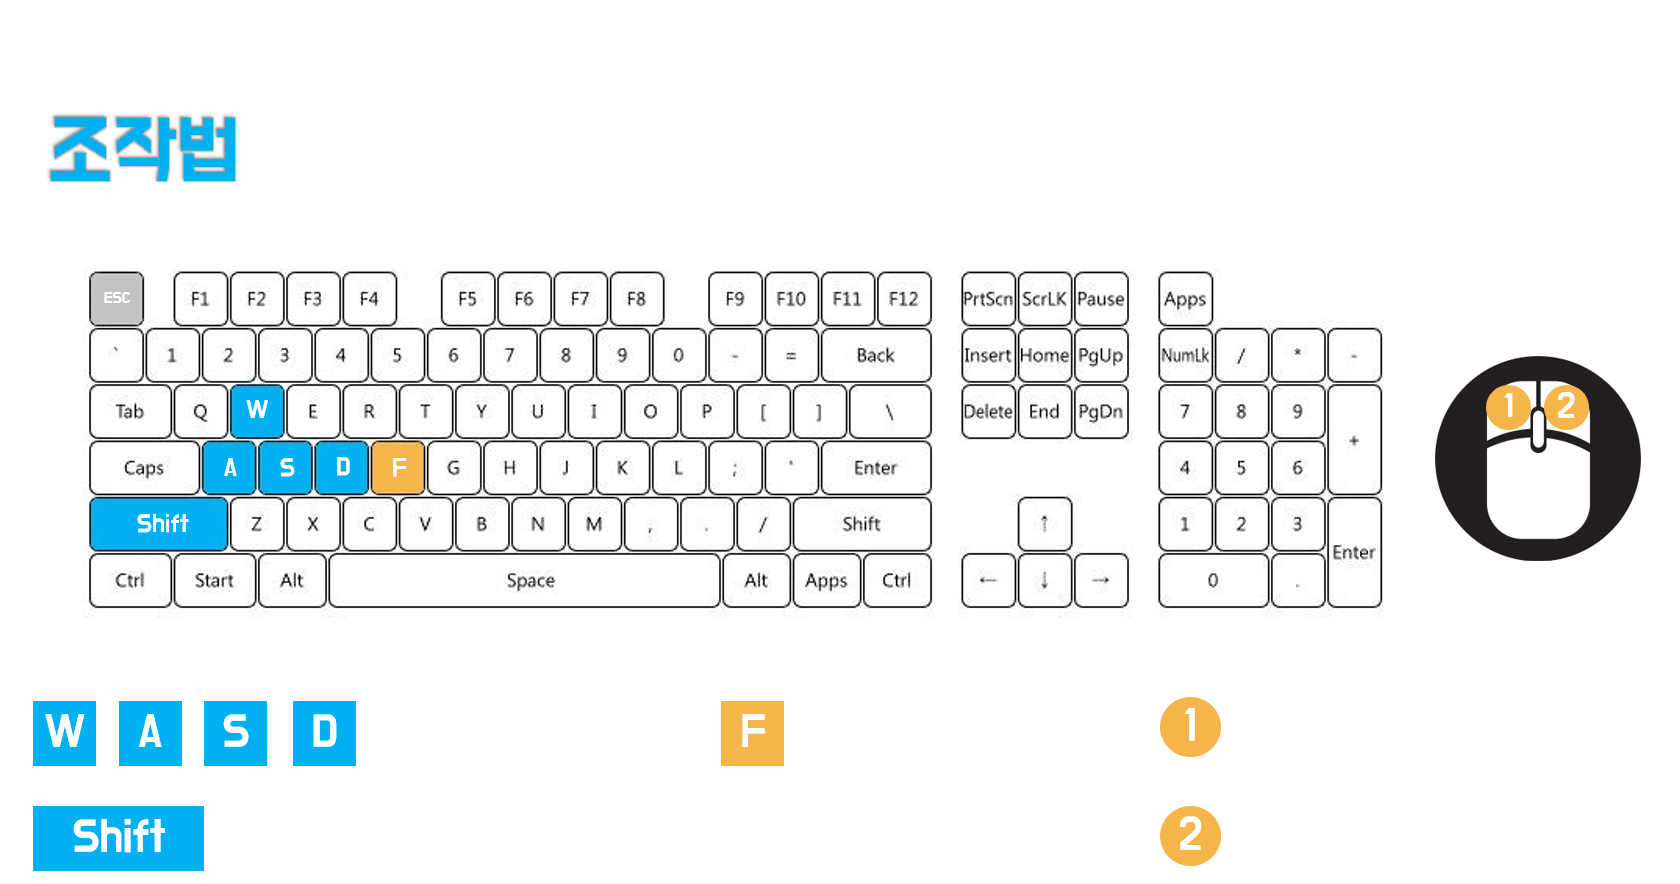 조작법
ESC F1 F2 F3 F4 F5 F6 F7 F8 F9 F10 F11 F12 PrtScn ScrLK Pause Apps
` 1 2 3 4 5 6 7 8 9 0 - = Back Insert Home PgUp NumLk / * -
Tab Q W E R T Y U I O P [ ] \ Delete End PgDn 7 8 9 +
Caps A S D F G H J K L ; ' Enter 4 5 6
Shift Z X C V B N M , . / Shift ↑ 1 2 3 Enter
Ctrl Start Alt Space Alt Apps Ctrl ← ↓ → 0 .
1 2
W A S D F 1
Shift 2